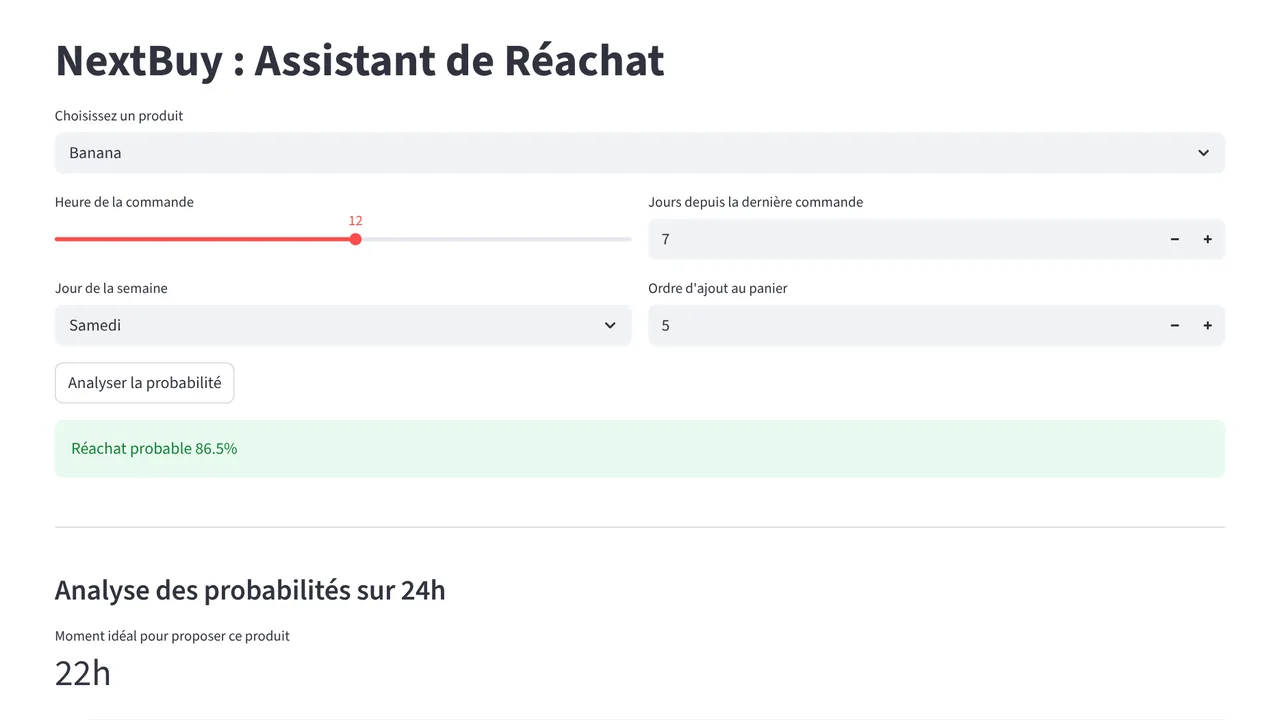 NextBuy : Assistant de Réachat
Choisissez un produit
Banana
Heure de la commande
12
Jours depuis la dernière commande
7
Jour de la semaine
Samedi
Ordre d'ajout au panier
5
Analyser la probabilité
Réachat probable 86.5%
Analyse des probabilités sur 24h
Moment idéal pour proposer ce produit
22h